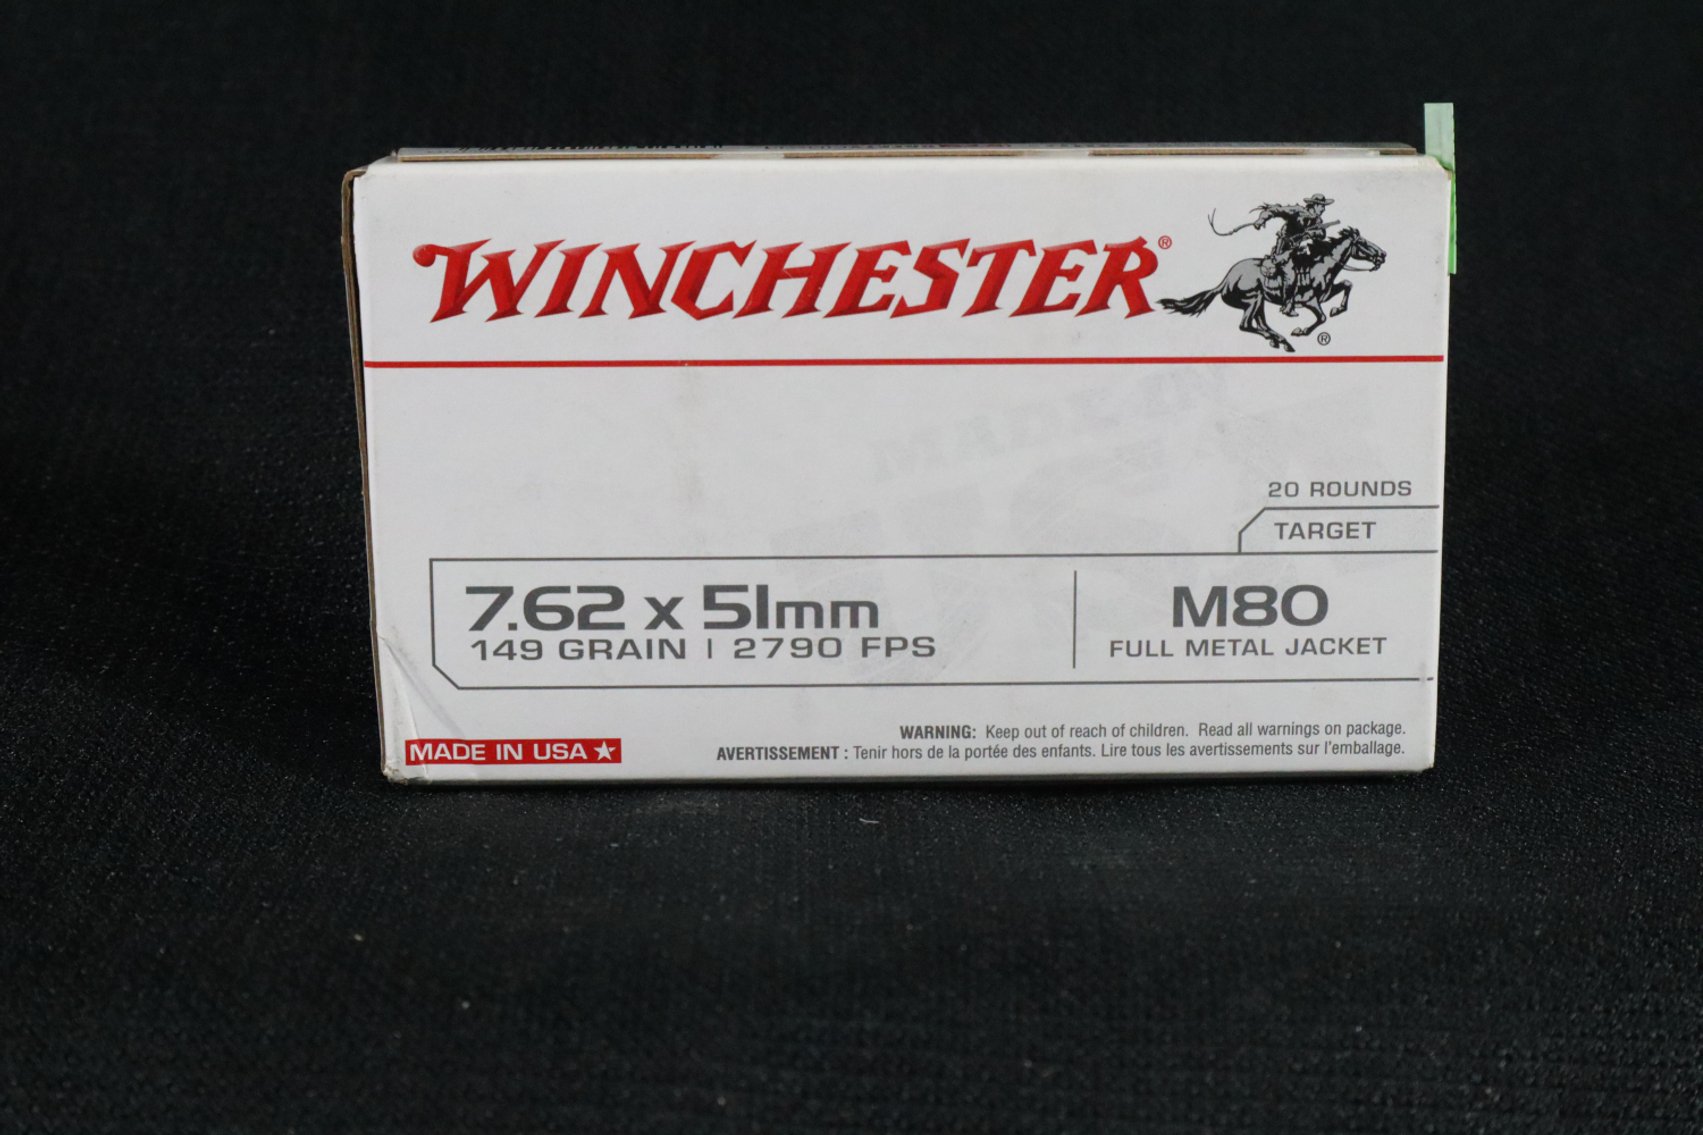 WINCHESTER®
®
20 ROUNDS
TARGET
7.62 x 51mm
149 GRAIN | 2790 FPS
M80
FULL METAL JACKET
MADE IN USA
WARNING: Keep out of reach of children. Read all warnings on package.
AVERTISSEMENT : Tenir hors de la portée des enfants. Lire tous les avertissements sur l'emballage.